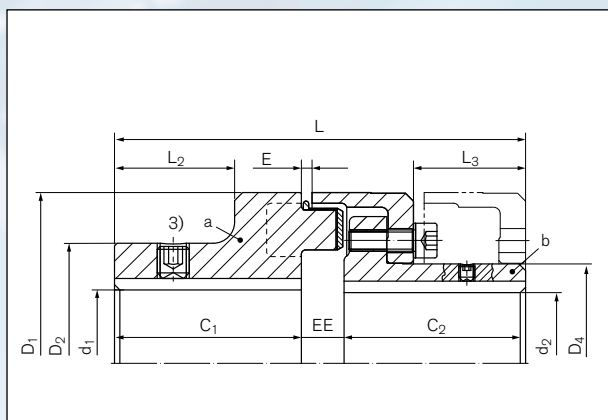 L
L₂
E
L₃
3)
a
b
D₁
D₂
d₁
C₁
EE
C₂
d₂
D₄